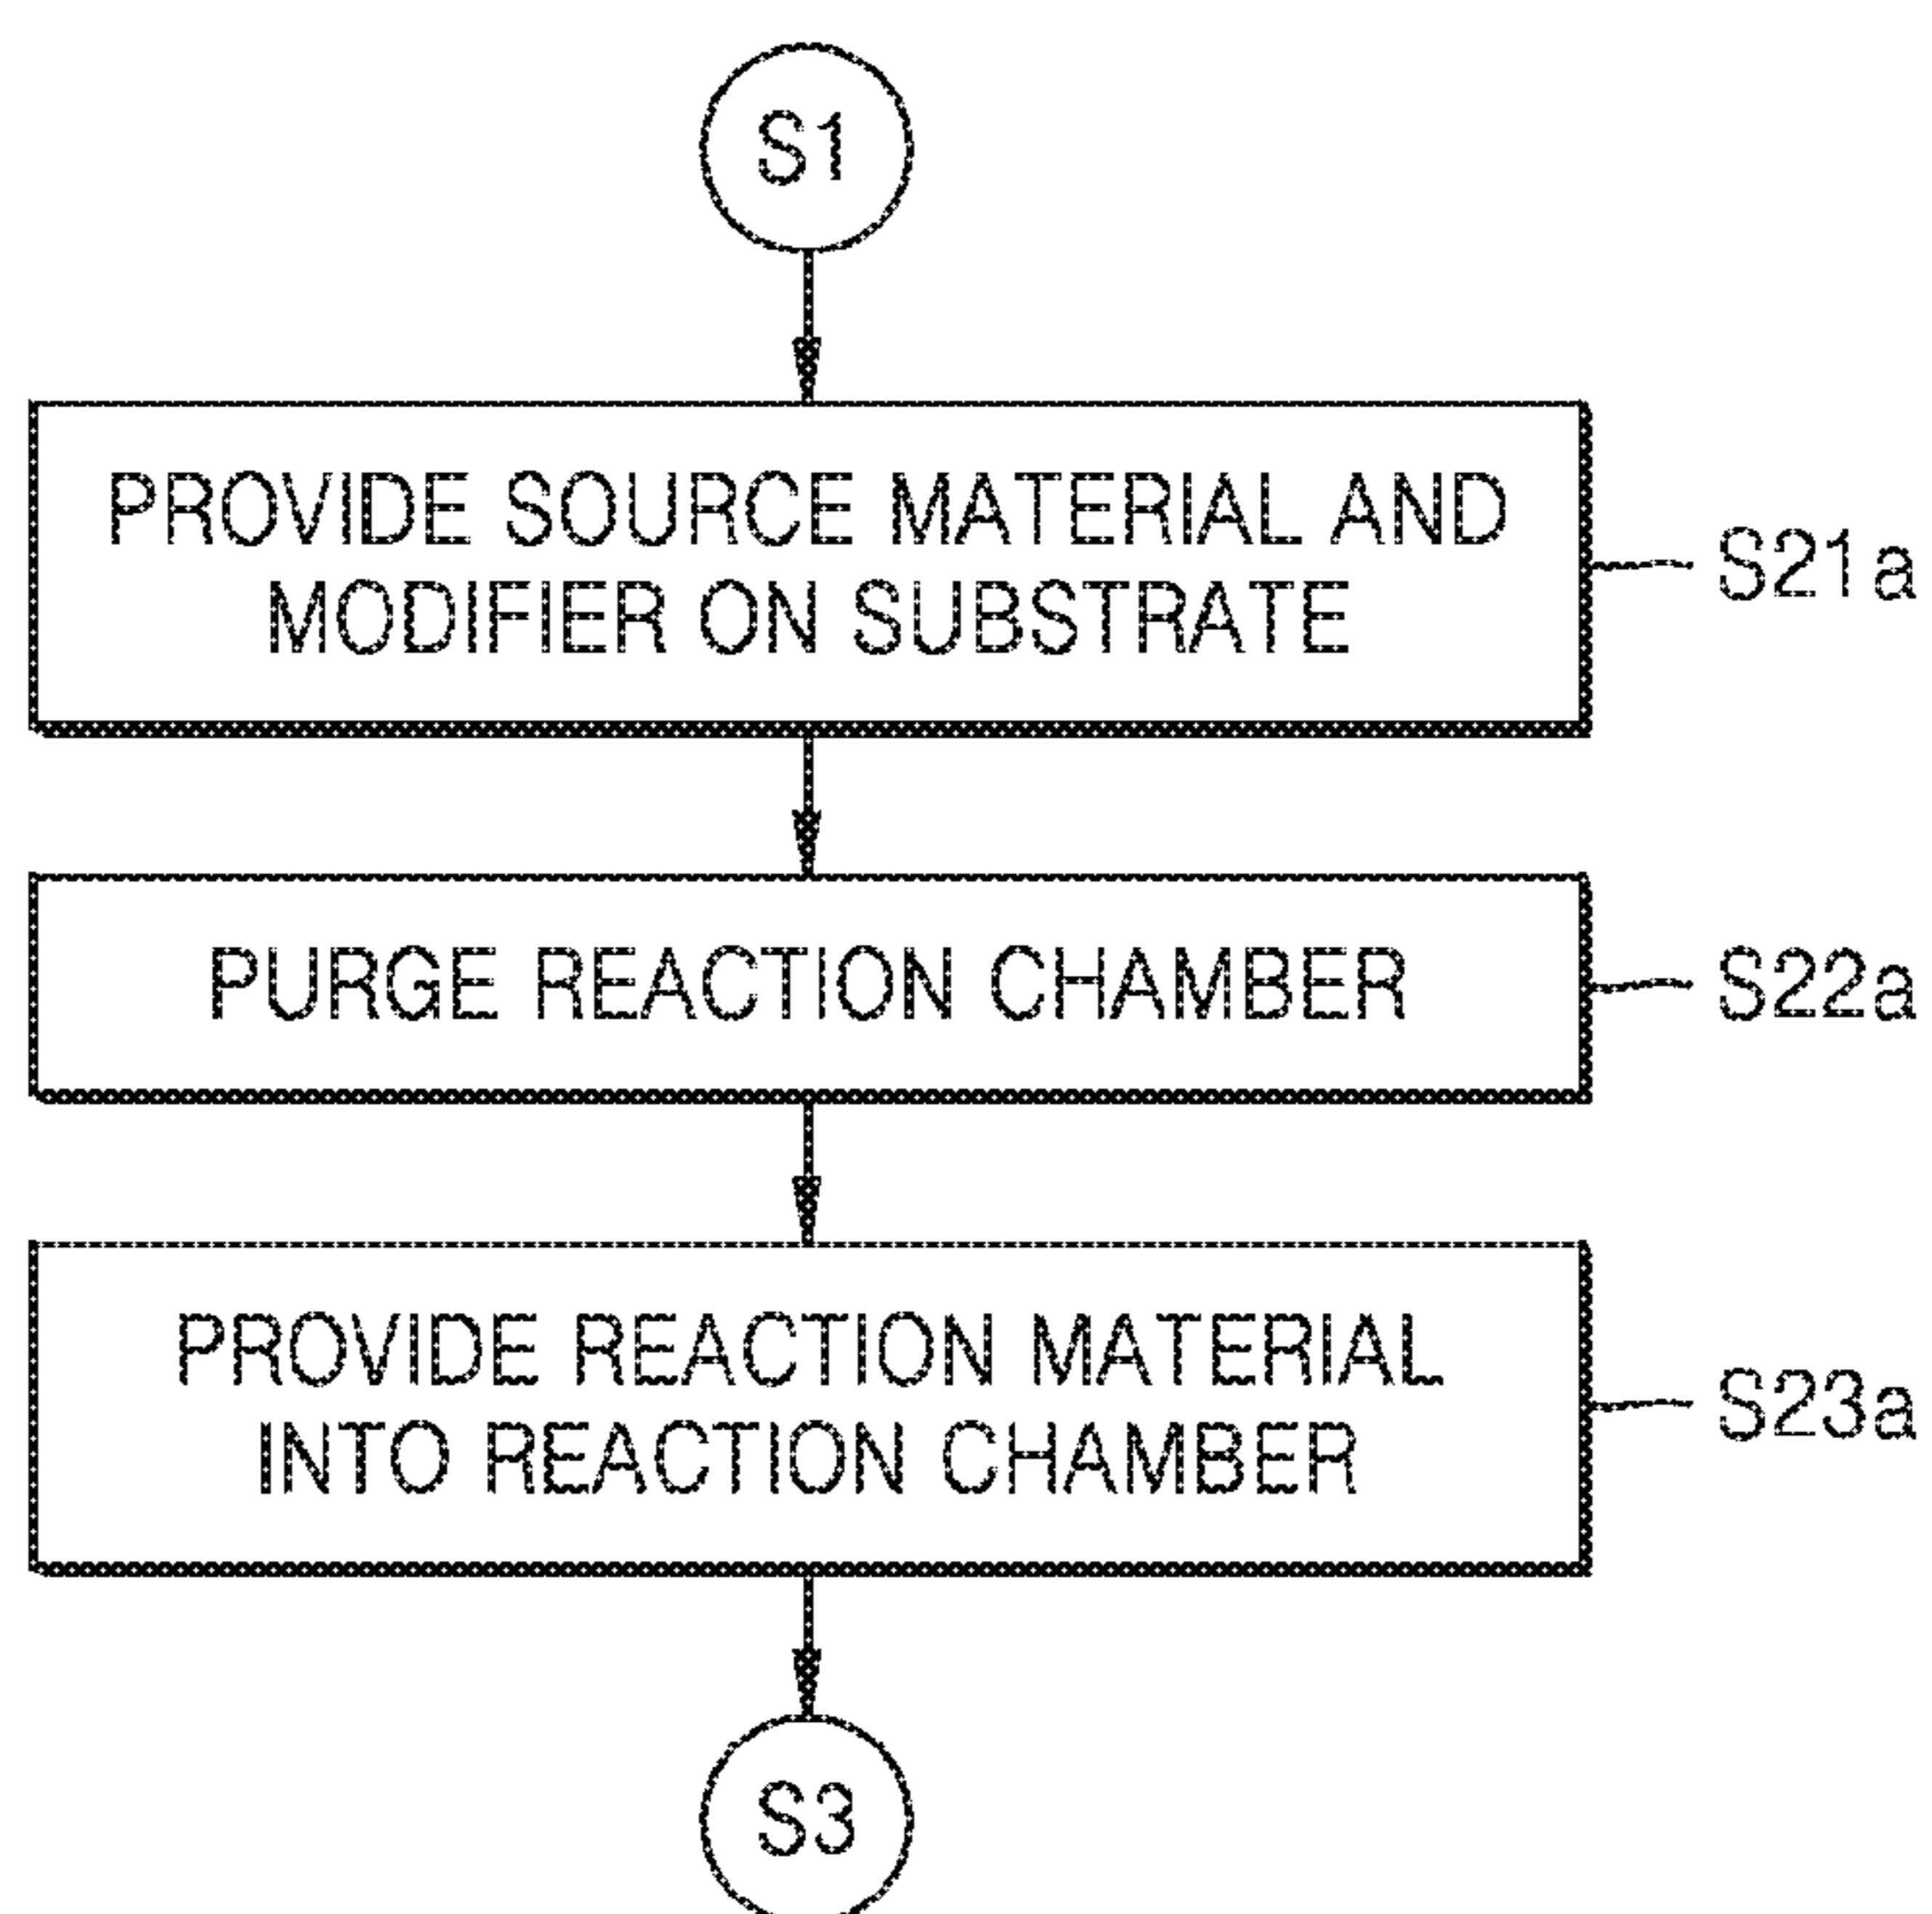 S1
PROVIDE SOURCE MATERIAL AND
MODIFIER ON SUBSTRATE
S21a
PURGE REACTION CHAMBER
S22a
PROVIDE REACTION MATERIAL
INTO REACTION CHAMBER
S23a
S3